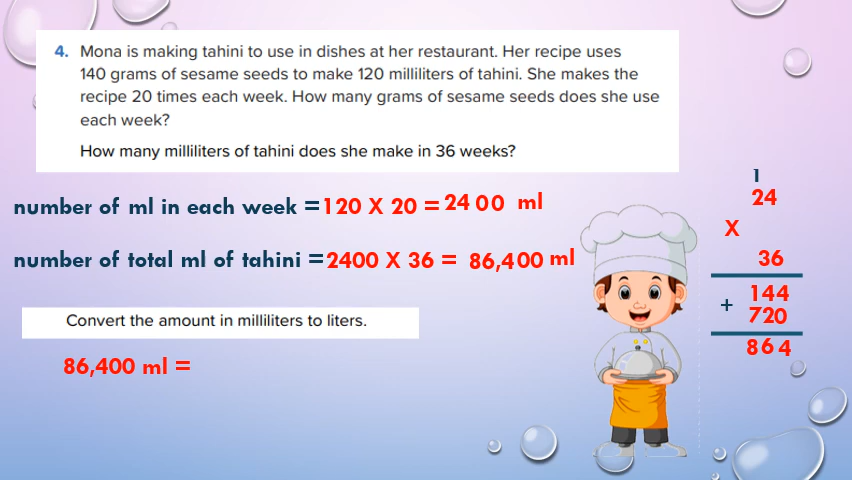 4. Mona is making tahini to use in dishes at her restaurant. Her recipe uses
140 grams of sesame seeds to make 120 milliliters of tahini. She makes the
recipe 20 times each week. How many grams of sesame seeds does she use
each week?
How many milliliters of tahini does she make in 36 weeks?
number of ml in each week = 120 X 20 = 2400 ml
number of total ml of tahini = 2400 X 36 = 86,400 ml
Convert the amount in milliliters to liters.
86,400 ml =
1
24
X
36
144
+ 720
864